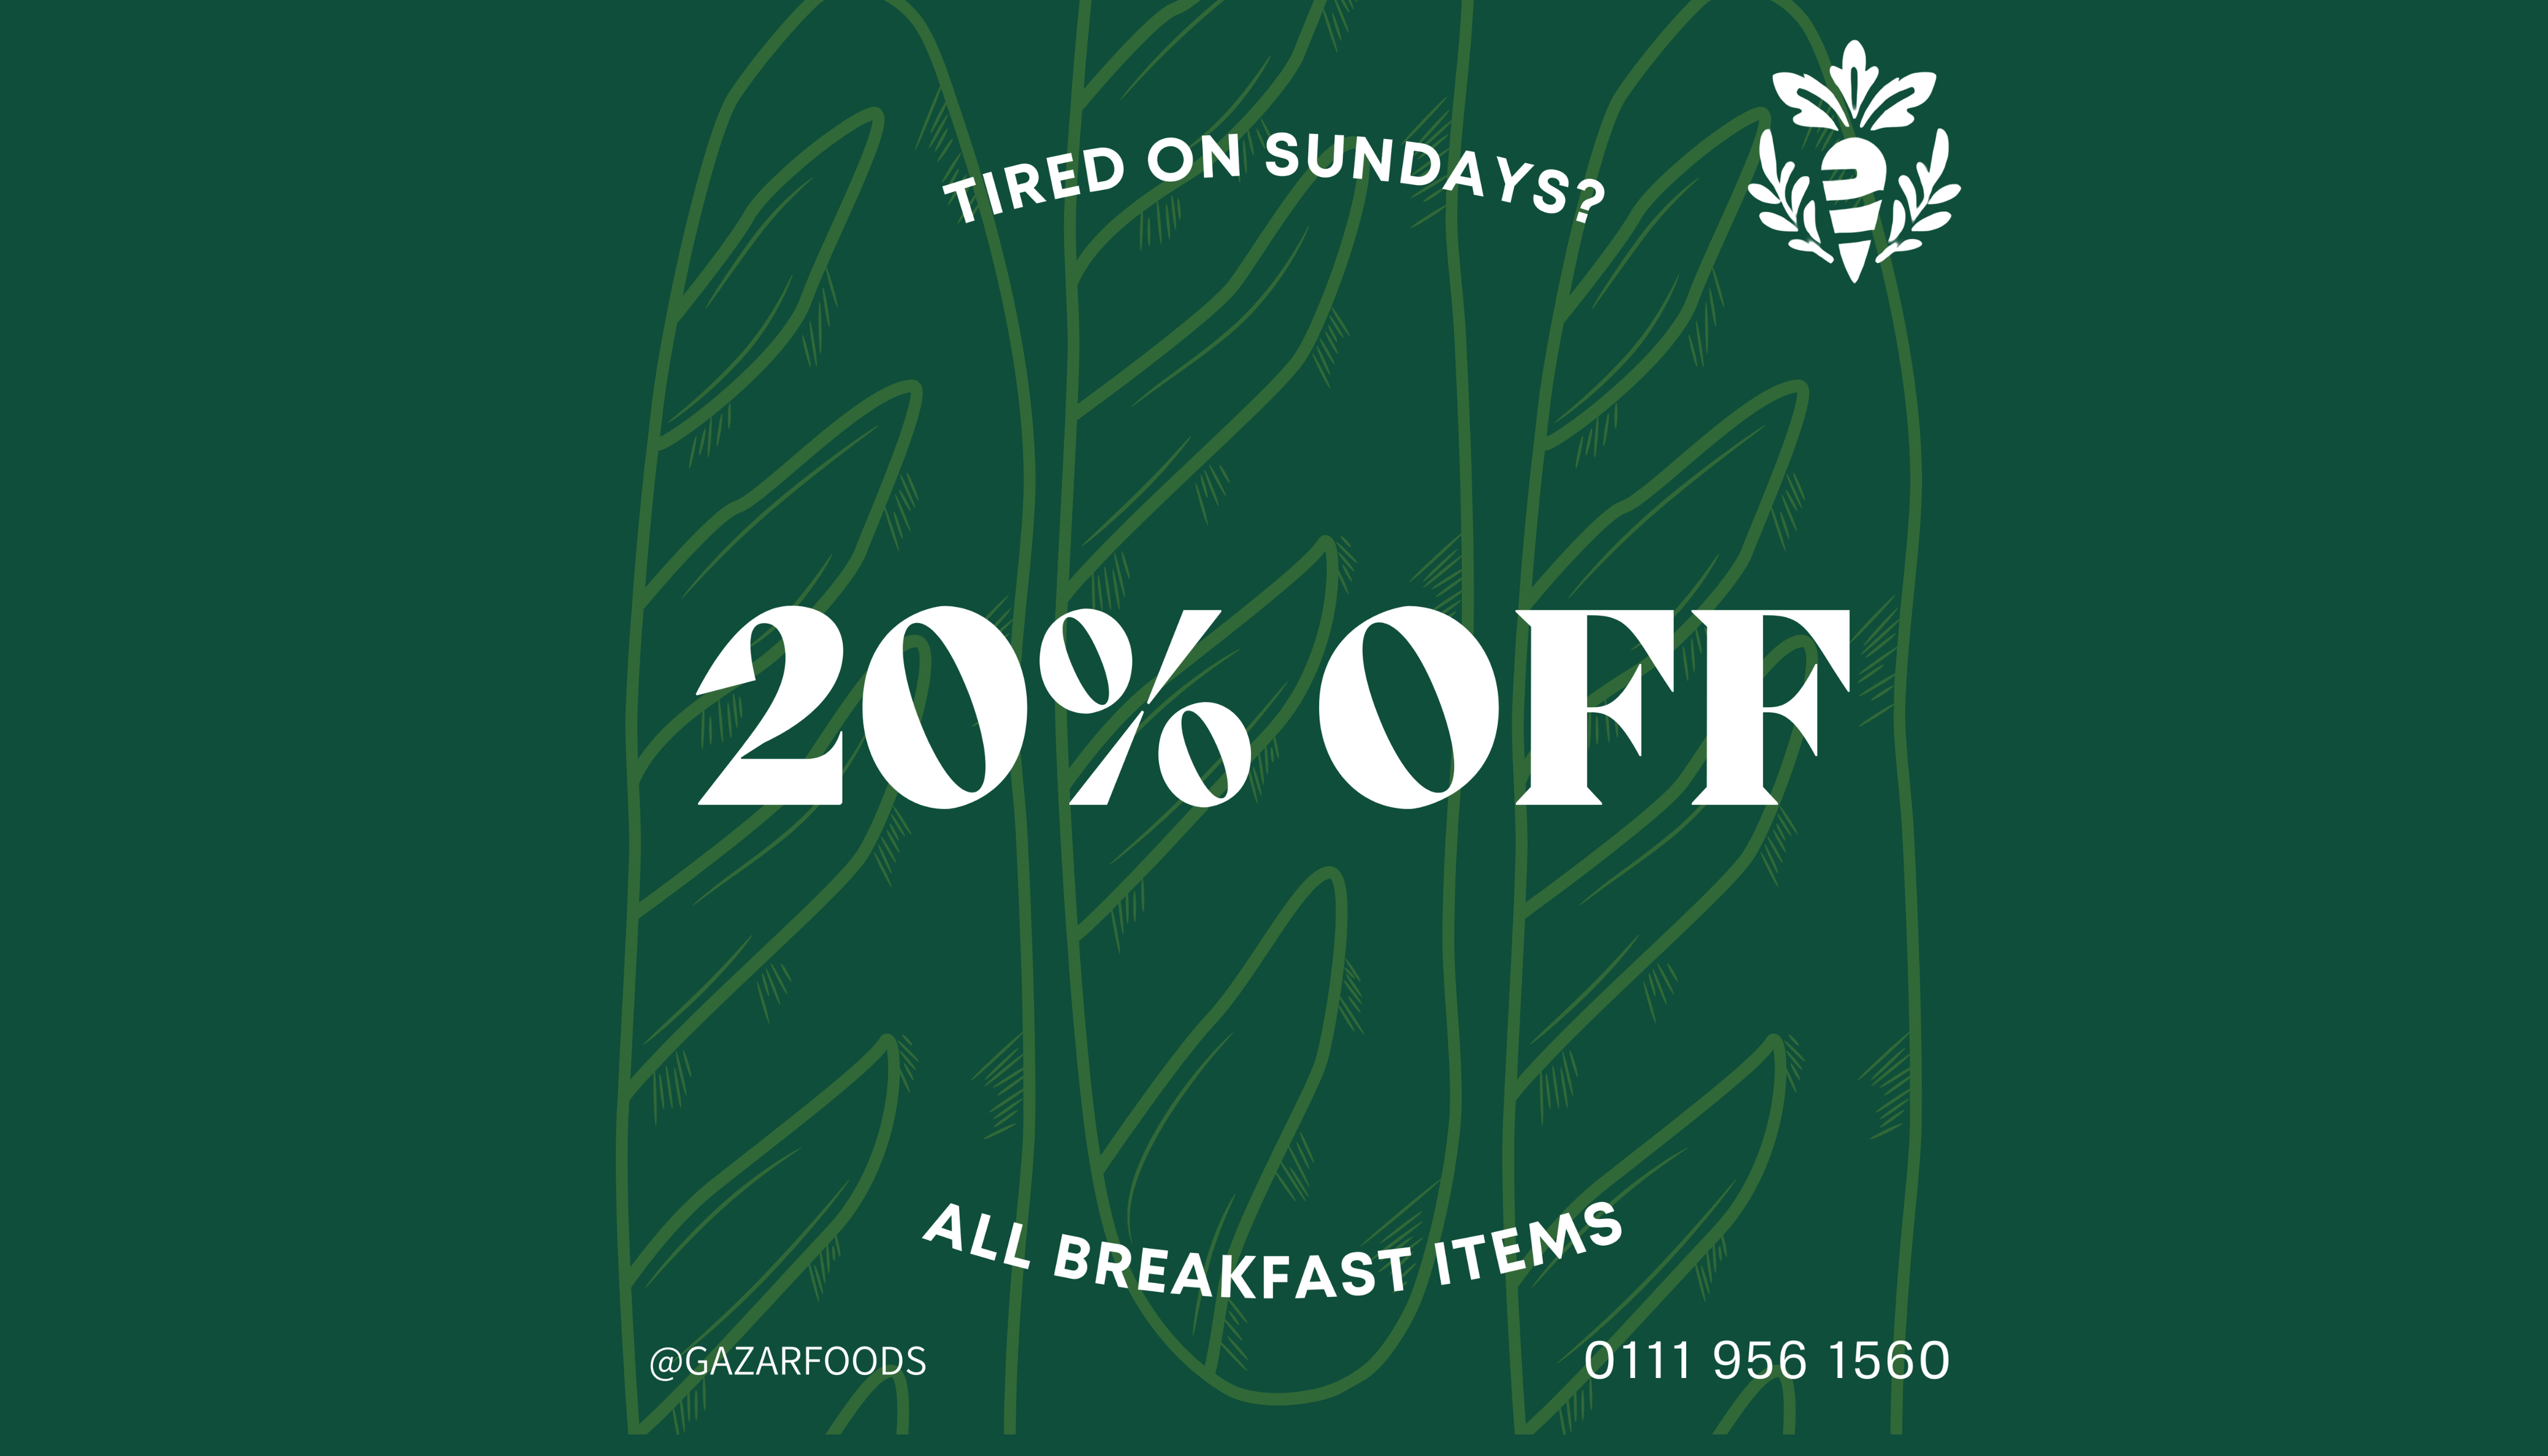 TIRED ON SUNDAYS?
20% OFF
ALL BREAKFAST ITEMS
@GAZARFOODS
0111 956 1560